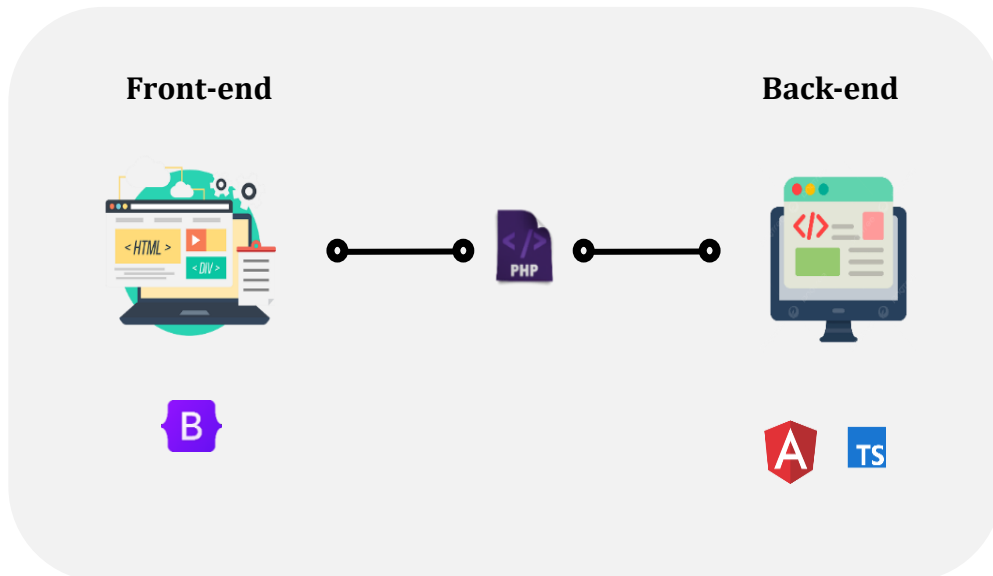 Front-end
Back-end
< HTML >
< DIV >
</>
PHP
</>
B
A
TS